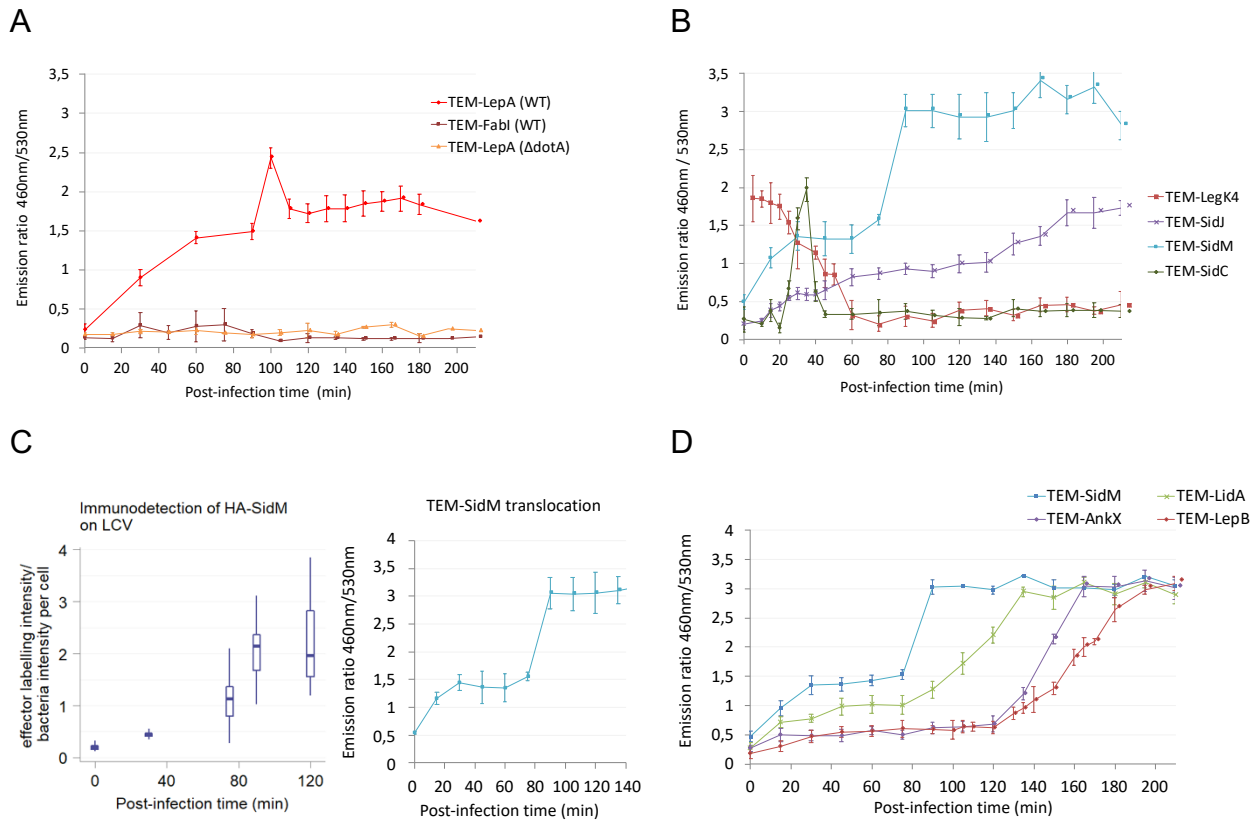 A
3,5
3
2,5
2
1,5
1
0,5
0
Emission ratio 460nm/530nm
TEM-LepA (WT)
TEM-FabI (WT)
TEM-LepA (ΔdotA)
0 20 40 60 80 100 120 140 160 180 200
Post-infection time (min)
B
3,5
3
2,5
2
1,5
1
0,5
0
Emission ratio 460nm / 530nm
TEM-LegK4
TEM-SidJ
TEM-SidM
TEM-SidC
0 20 40 60 80 100 120 140 160 180 200
Post-infection time (min)
C
Immunodetection of HA-SidM
on LCV
effector labelling intensity/
bacteria intensity per cell
4
3
2
1
0
0 40 80 120
Post-infection time (min)
TEM-SidM translocation
Emission ratio 460nm/530nm
4
3,5
3
2,5
2
1,5
1
0,5
0
0 20 40 60 80 100 120 140
Post-infection time (min)
D
TEM-SidM TEM-LidA
TEM-AnkX TEM-LepB
Emission ratio 460nm/530nm
4
3,5
3
2,5
2
1,5
1
0,5
0
0 20 40 60 80 100 120 140 160 180 200
Post-infection time (min)